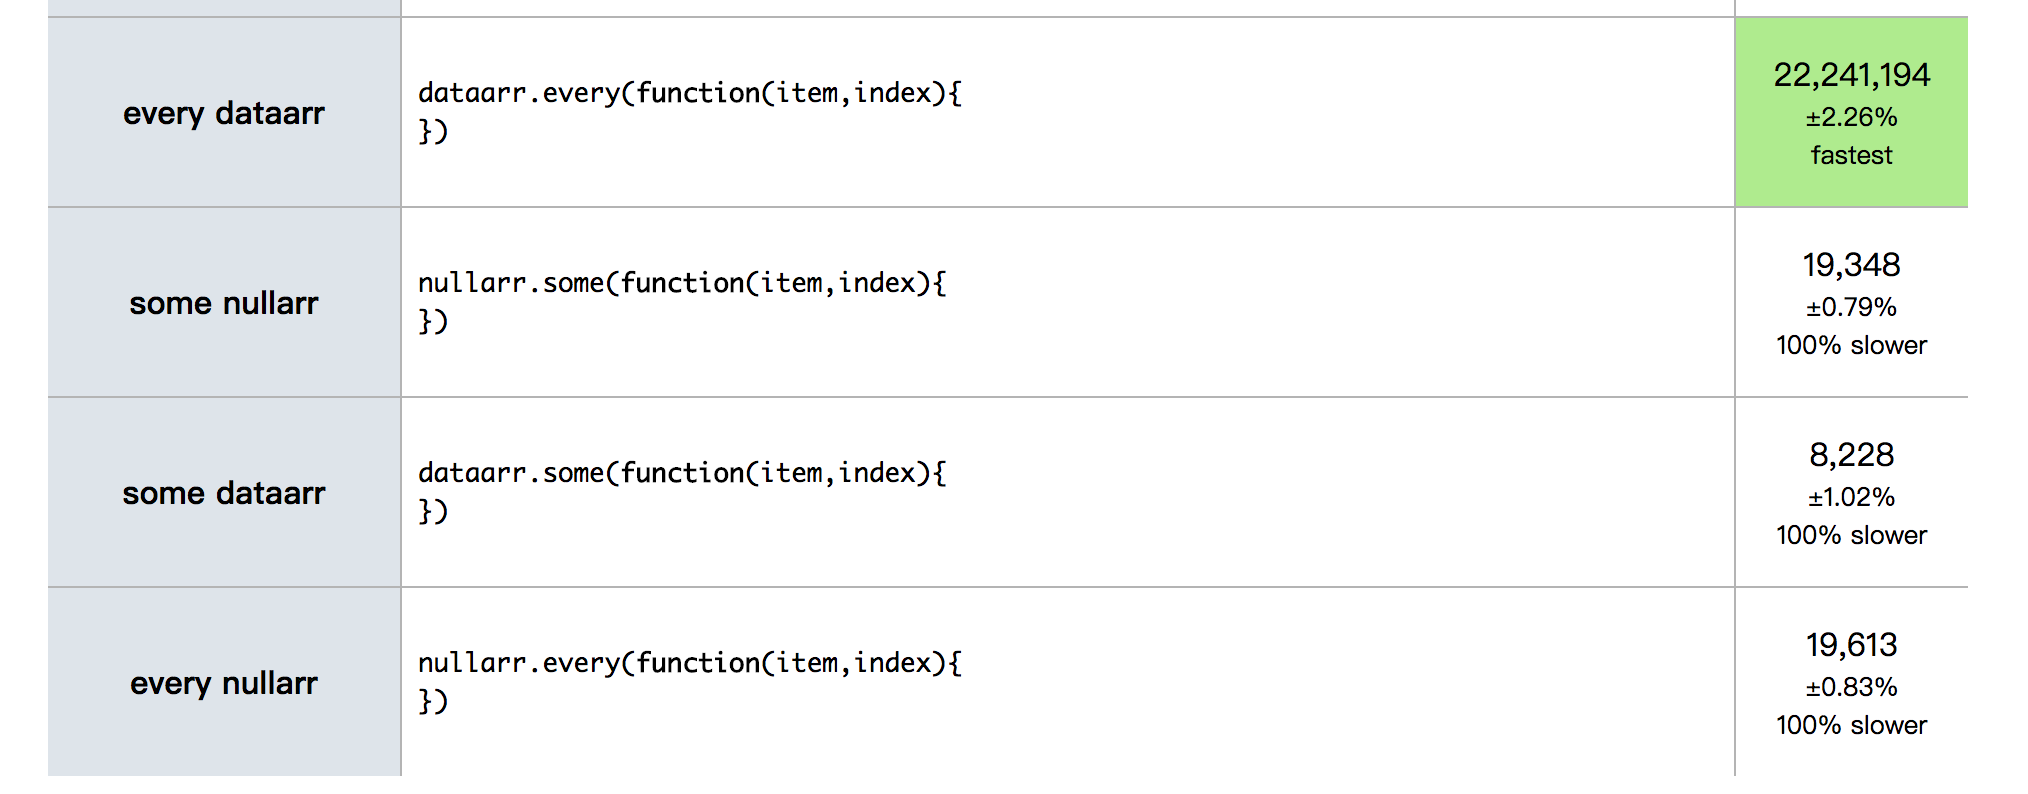 every dataarr
dataarr.every(function(item,index){
})
22,241,194
±2.26%
fastest
some nullarr
nullarr.some(function(item,index){
})
19,348
±0.79%
100% slower
some dataarr
dataarr.some(function(item,index){
})
8,228
±1.02%
100% slower
every nullarr
nullarr.every(function(item,index){
})
19,613
±0.83%
100% slower